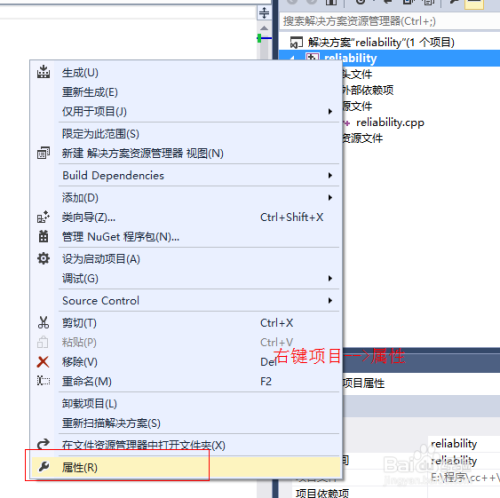 搜索解决方案资源管理器(Ctrl+;)
解决方案"reliability"(1 个项目)
reliability
头文件
外部依赖项
源文件
reliability.cpp
资源文件
生成(U)
重新生成(E)
仅用于项目(J)
限定为此范围(S)
新建 解决方案资源管理器 视图(N)
Build Dependencies
添加(D)
类向导(Z)... Ctrl+Shift+X
管理 NuGet 程序包(N)...
设为启动项目(A)
调试(G)
Source Control
剪切(T) Ctrl+X
粘贴(P) Ctrl+V
移除(V) Del
重命名(M) F2
卸载项目(L)
重新扫描解决方案(S)
在文件资源管理器中打开文件夹(X)
属性(R)
右键项目-->属性
项目属性
reliability
间 reliability
项目文件 E:\程序\cc++\
项目依赖项